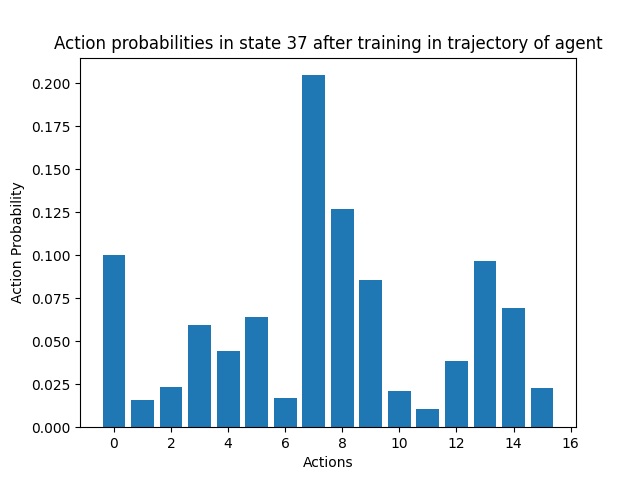 Action probabilities in state 37 after training in trajectory of agent
0.200
0.175
0.150
0.125
0.100
0.075
0.050
0.025
0.000
Action Probability
0 2 4 6 8 10 12 14 16
Actions